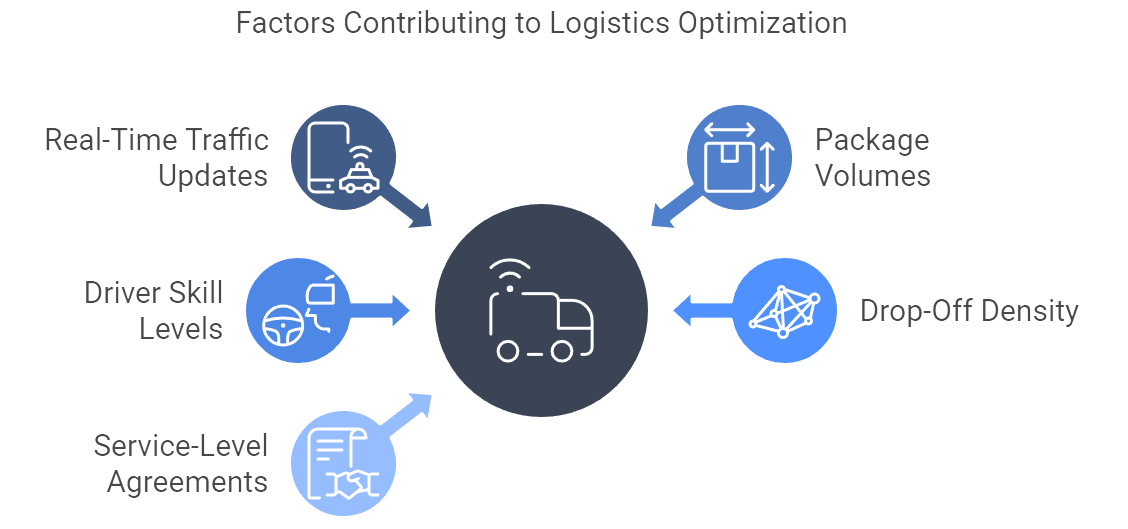 Factors Contributing to Logistics Optimization
Real-Time Traffic
Updates
Package
Volumes
Driver Skill
Levels
Drop-Off Density
Service-Level
Agreements